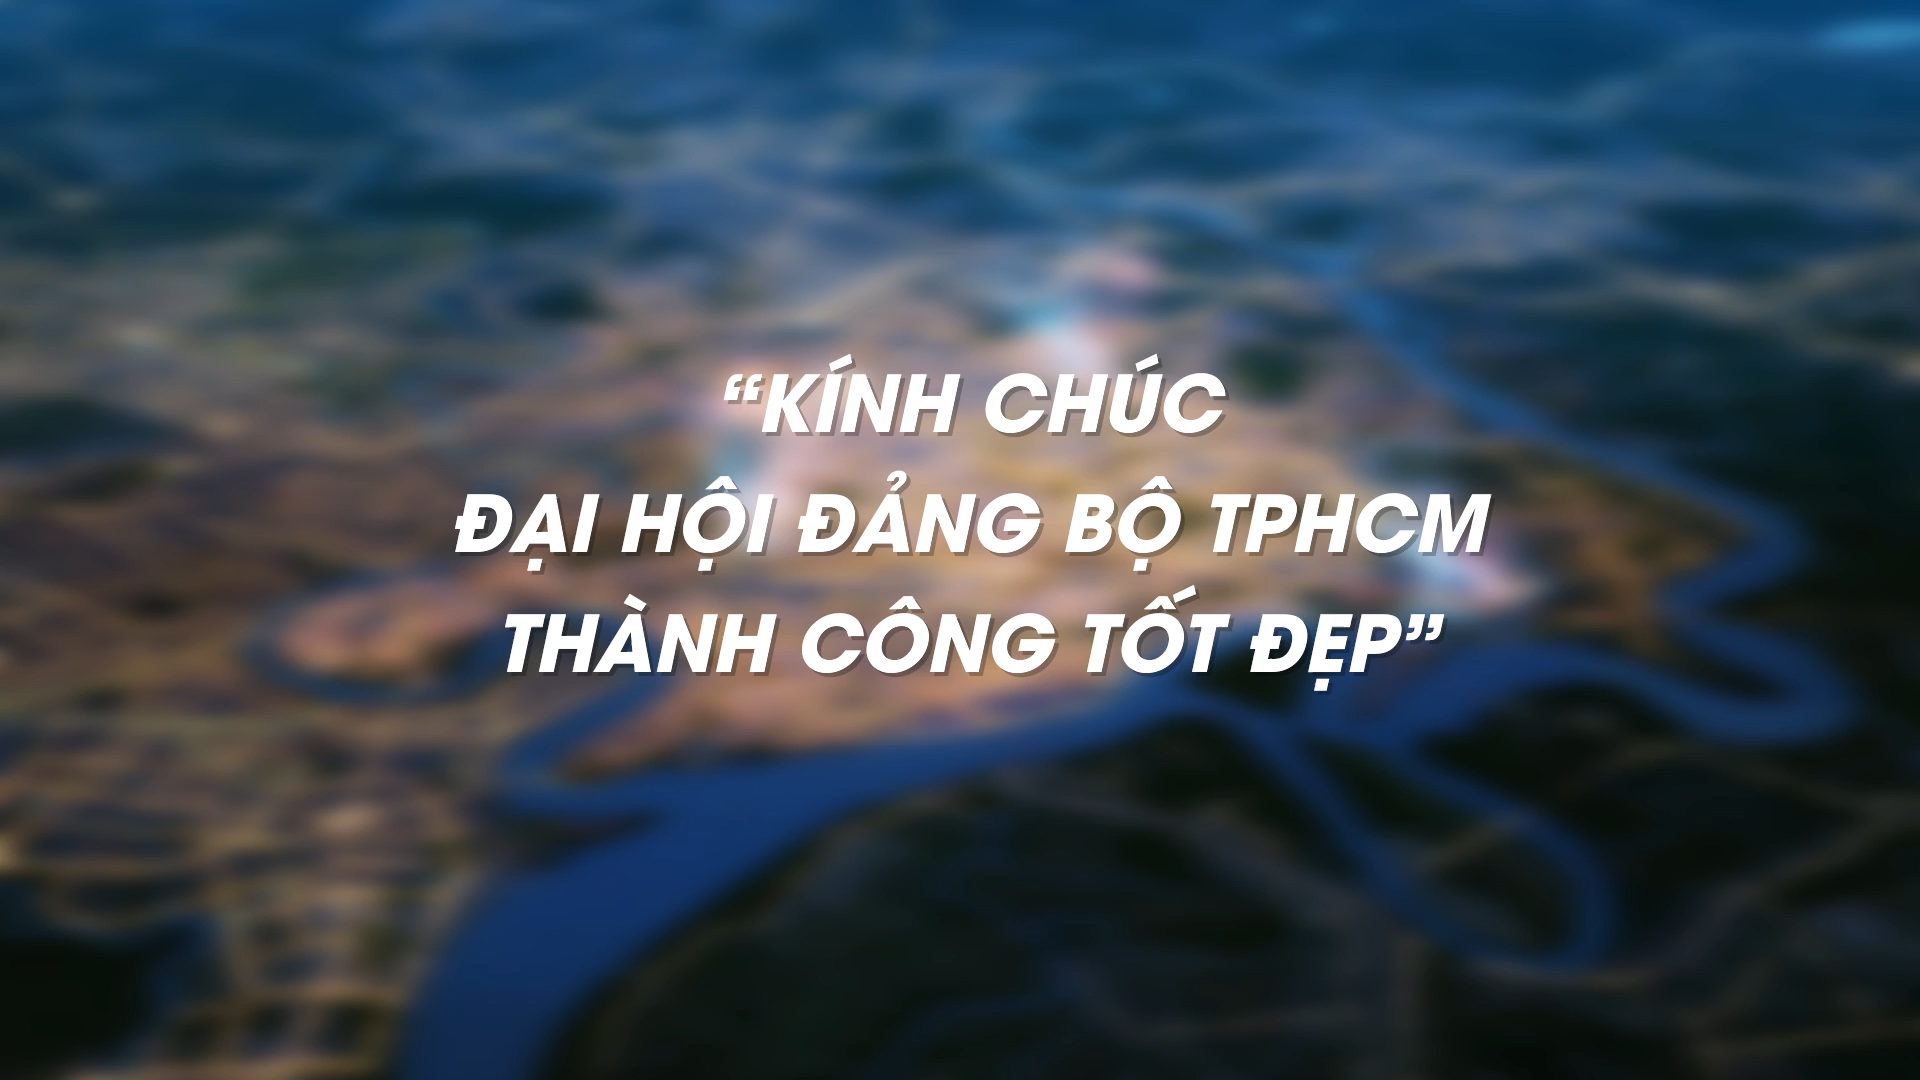 “KÍNH CHÚC
ĐẠI HỘI ĐẢNG BỘ TPHCM
THÀNH CÔNG TỐT ĐẸP”